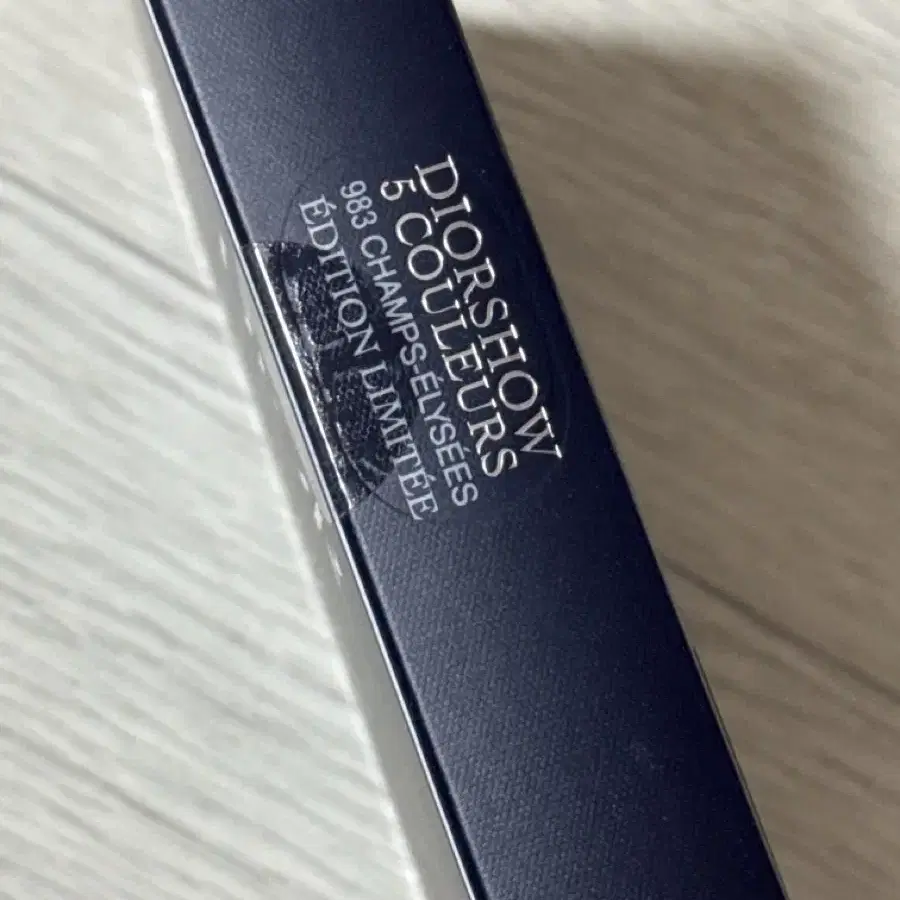 DIORSHOW
5 COULEURS
983 CHAMPS-ÉLYSÉES
ÉDITION LIMITÉE